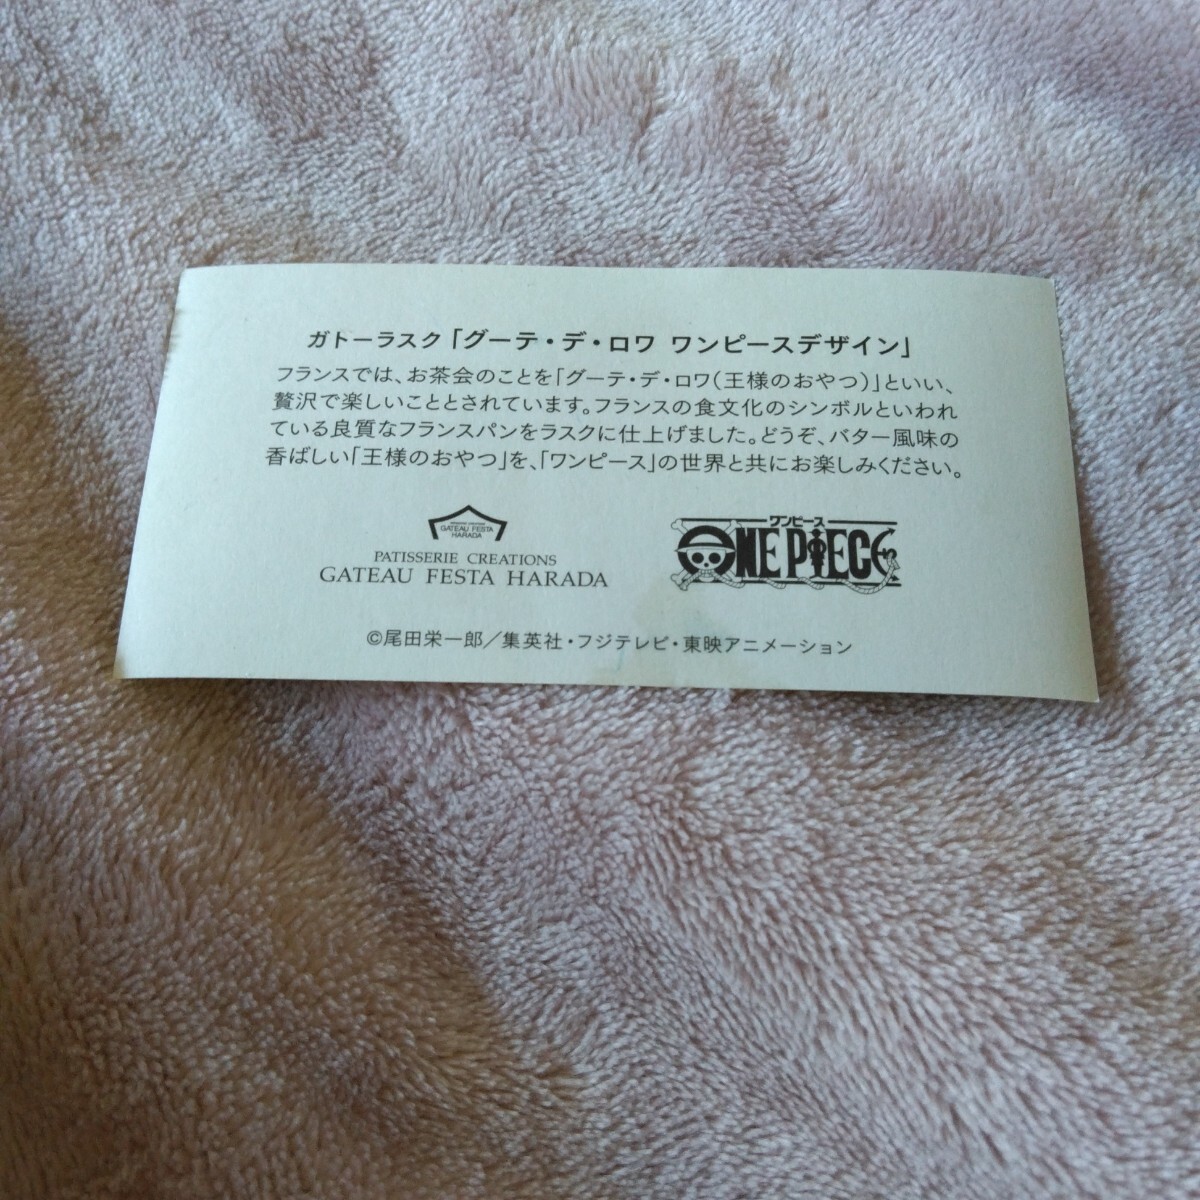 ガトーラスク「グーテ・デ・ロワ ワンピースデザイン」
フランスでは、お茶会のことを「グーテ・デ・ロワ(王様のおやつ)」といい、
贅沢で楽しいこととされています。フランスの食文化のシンボルといわれ
ている良質なフランスパンをラスクに仕上げました。どうぞ、バター風味の
香ばしい「王様のおやつ」を、「ワンピース」の世界と共にお楽しみください。
GATEAU FESTA
HARADA
PATISSERIE CREATIONS
GATEAU FESTA HARADA
ワンピース
ONE PIECE
©尾田栄一郎/集英社・フジテレビ・東映アニメーション